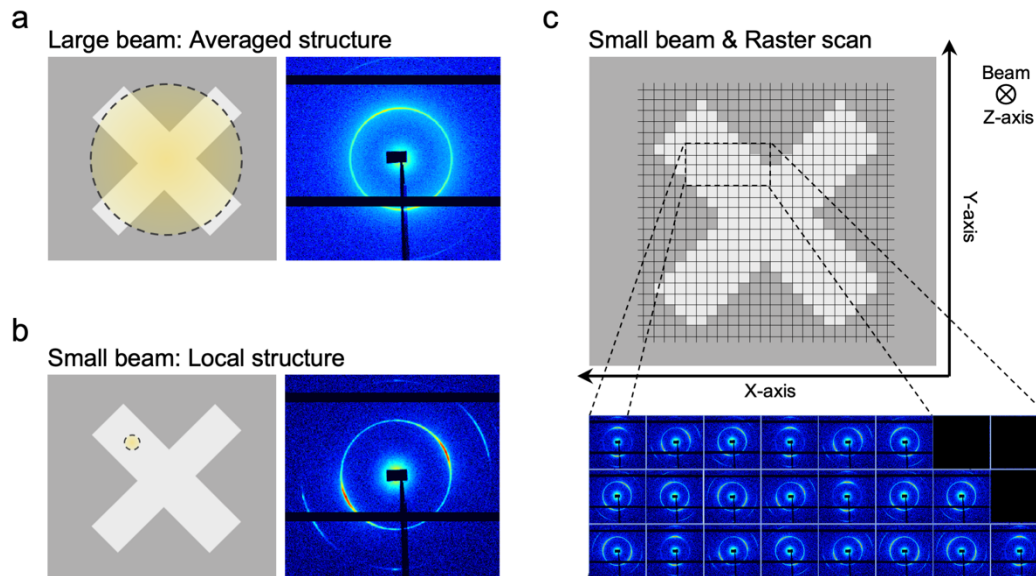 a
Large beam: Averaged structure
b
Small beam: Local structure
c
Small beam & Raster scan
Beam
Z-axis
Y-axis
X-axis